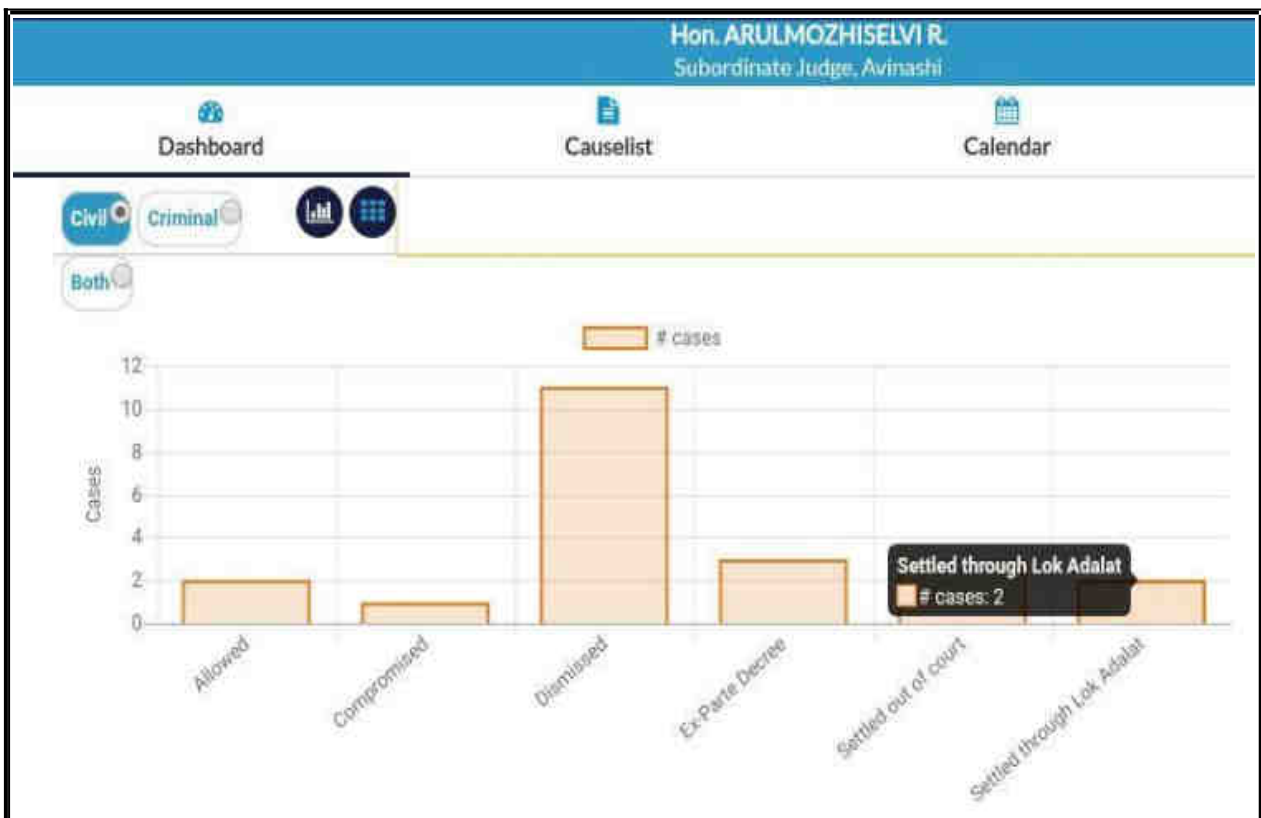 Hon. ARULMOZHISELVI R.
Subordinate Judge, Avinashi
Dashboard
Causelist
Calendar
Civil
Criminal
Both
# cases
12
10
8
6
4
2
0
Cases
Settled through Lok Adalat
# cases: 2
Allowed
Compromised
Dismissed
Ex-Parte Decree
Settled out of court
Settled through Lok Adalat